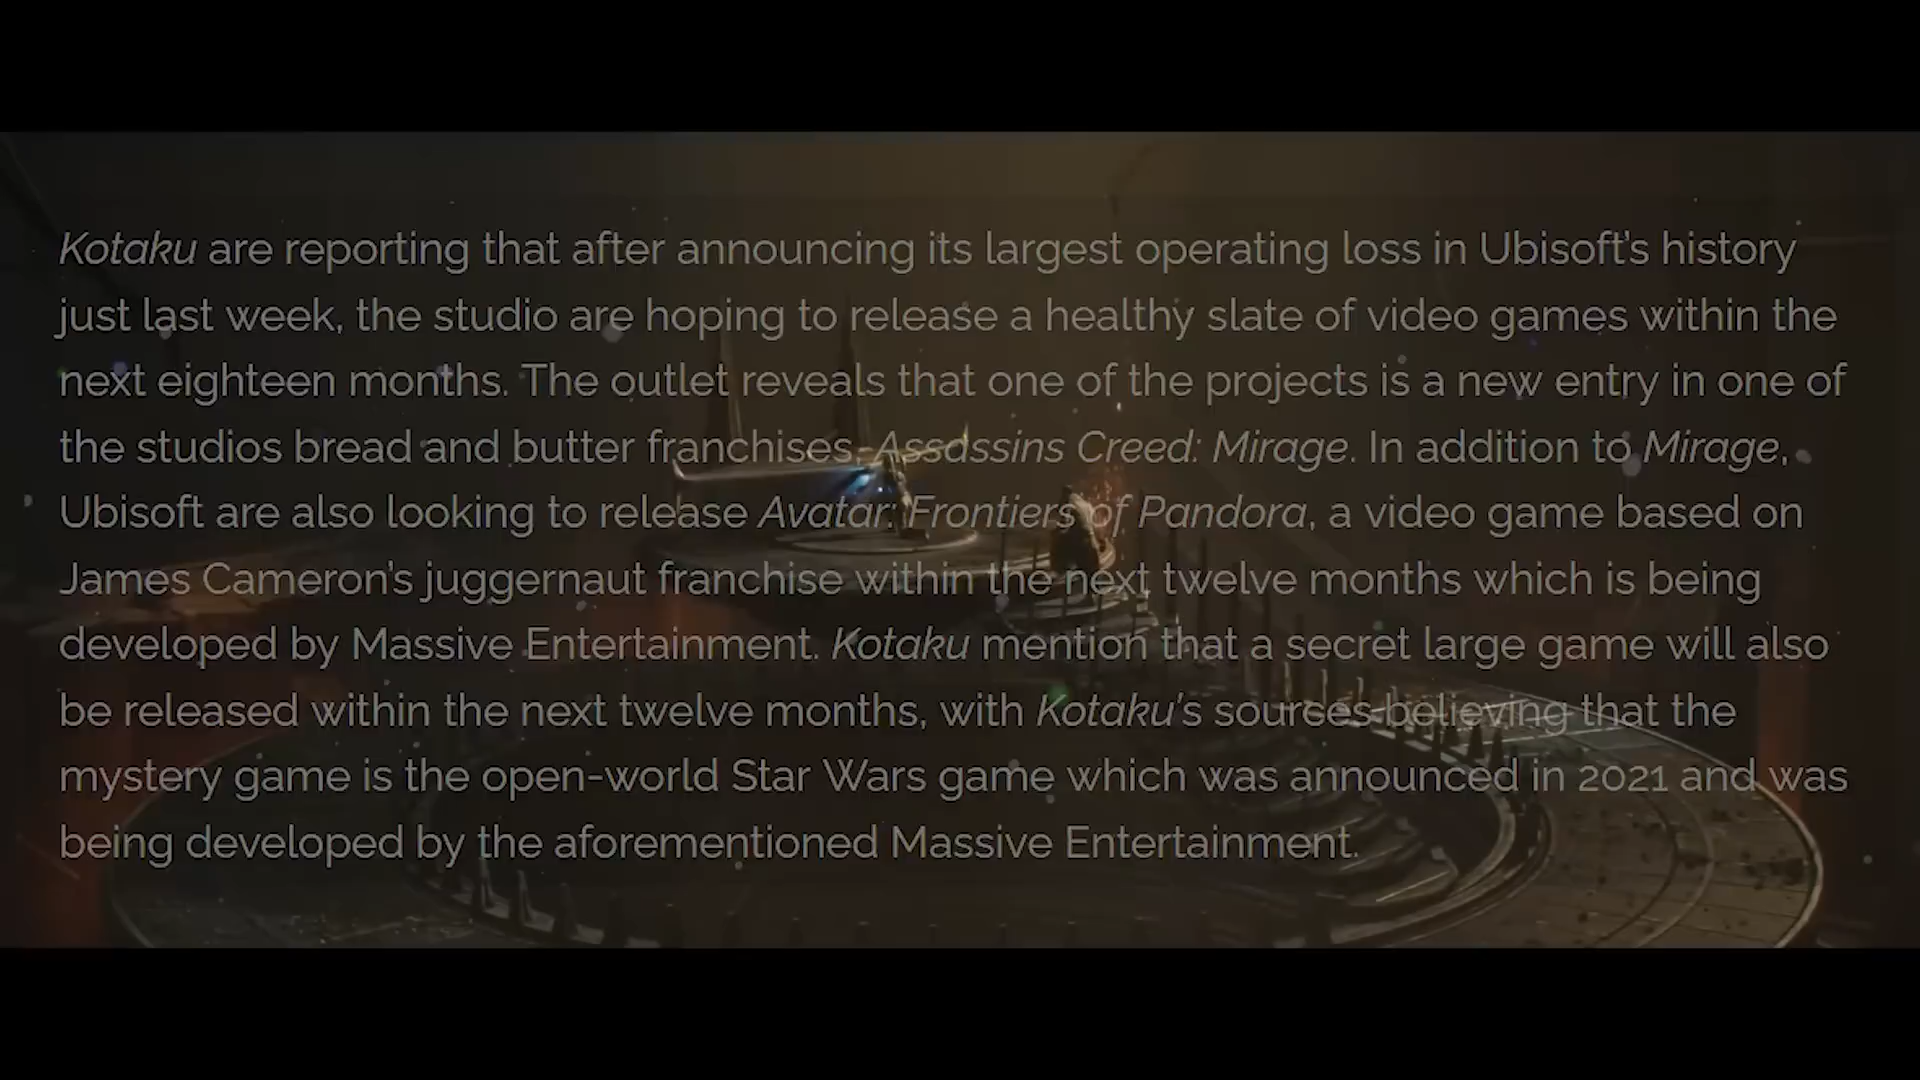 Kotaku are reporting that after announcing its largest operating loss in Ubisoft's history
just last week, the studio are hoping to release a healthy slate of video games within the
next eighteen months. The outlet reveals that one of the projects is a new entry in one of
the studios bread and butter franchises, Assassins Creed: Mirage. In addition to Mirage,
Ubisoft are also looking to release Avatar: Frontiers of Pandora, a video game based on
James Cameron's juggernaut franchise within the next twelve months which is being
developed by Massive Entertainment. Kotaku mention that a secret large game will also
be released within the next twelve months, with Kotaku's sources believing that the
mystery game is the open-world Star Wars game which was announced in 2021 and was
being developed by the aforementioned Massive Entertainment.